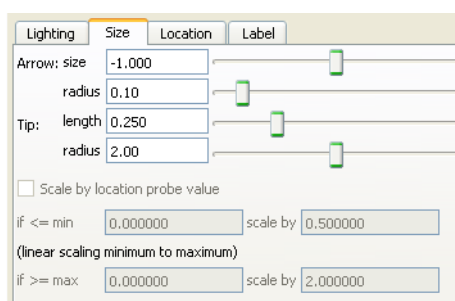 Lighting Size Location Label
Arrow: size -1.000
radius 0.10
Tip: length 0.250
radius 2.00
Scale by location probe value
if <= min 0.000000 scale by 0.500000
(linear scaling minimum to maximum)
if >= max 0.000000 scale by 2.000000